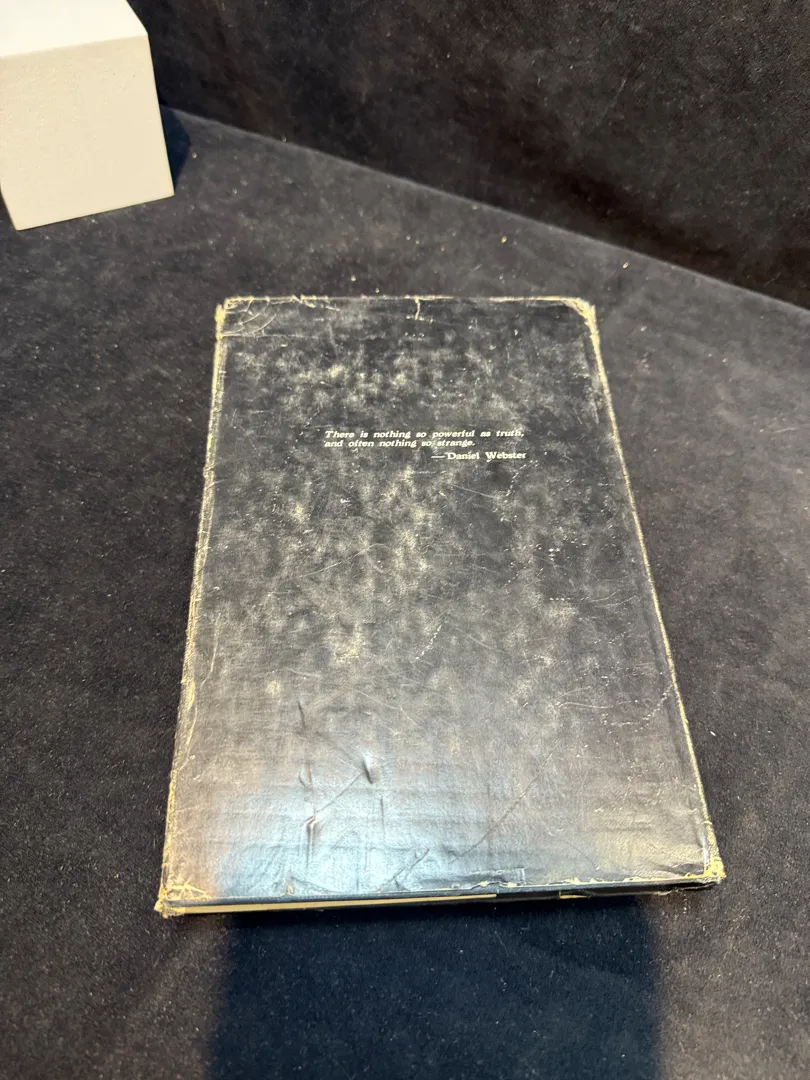 There is nothing so powerful as truth,
and often nothing so strange.
—Daniel Webster